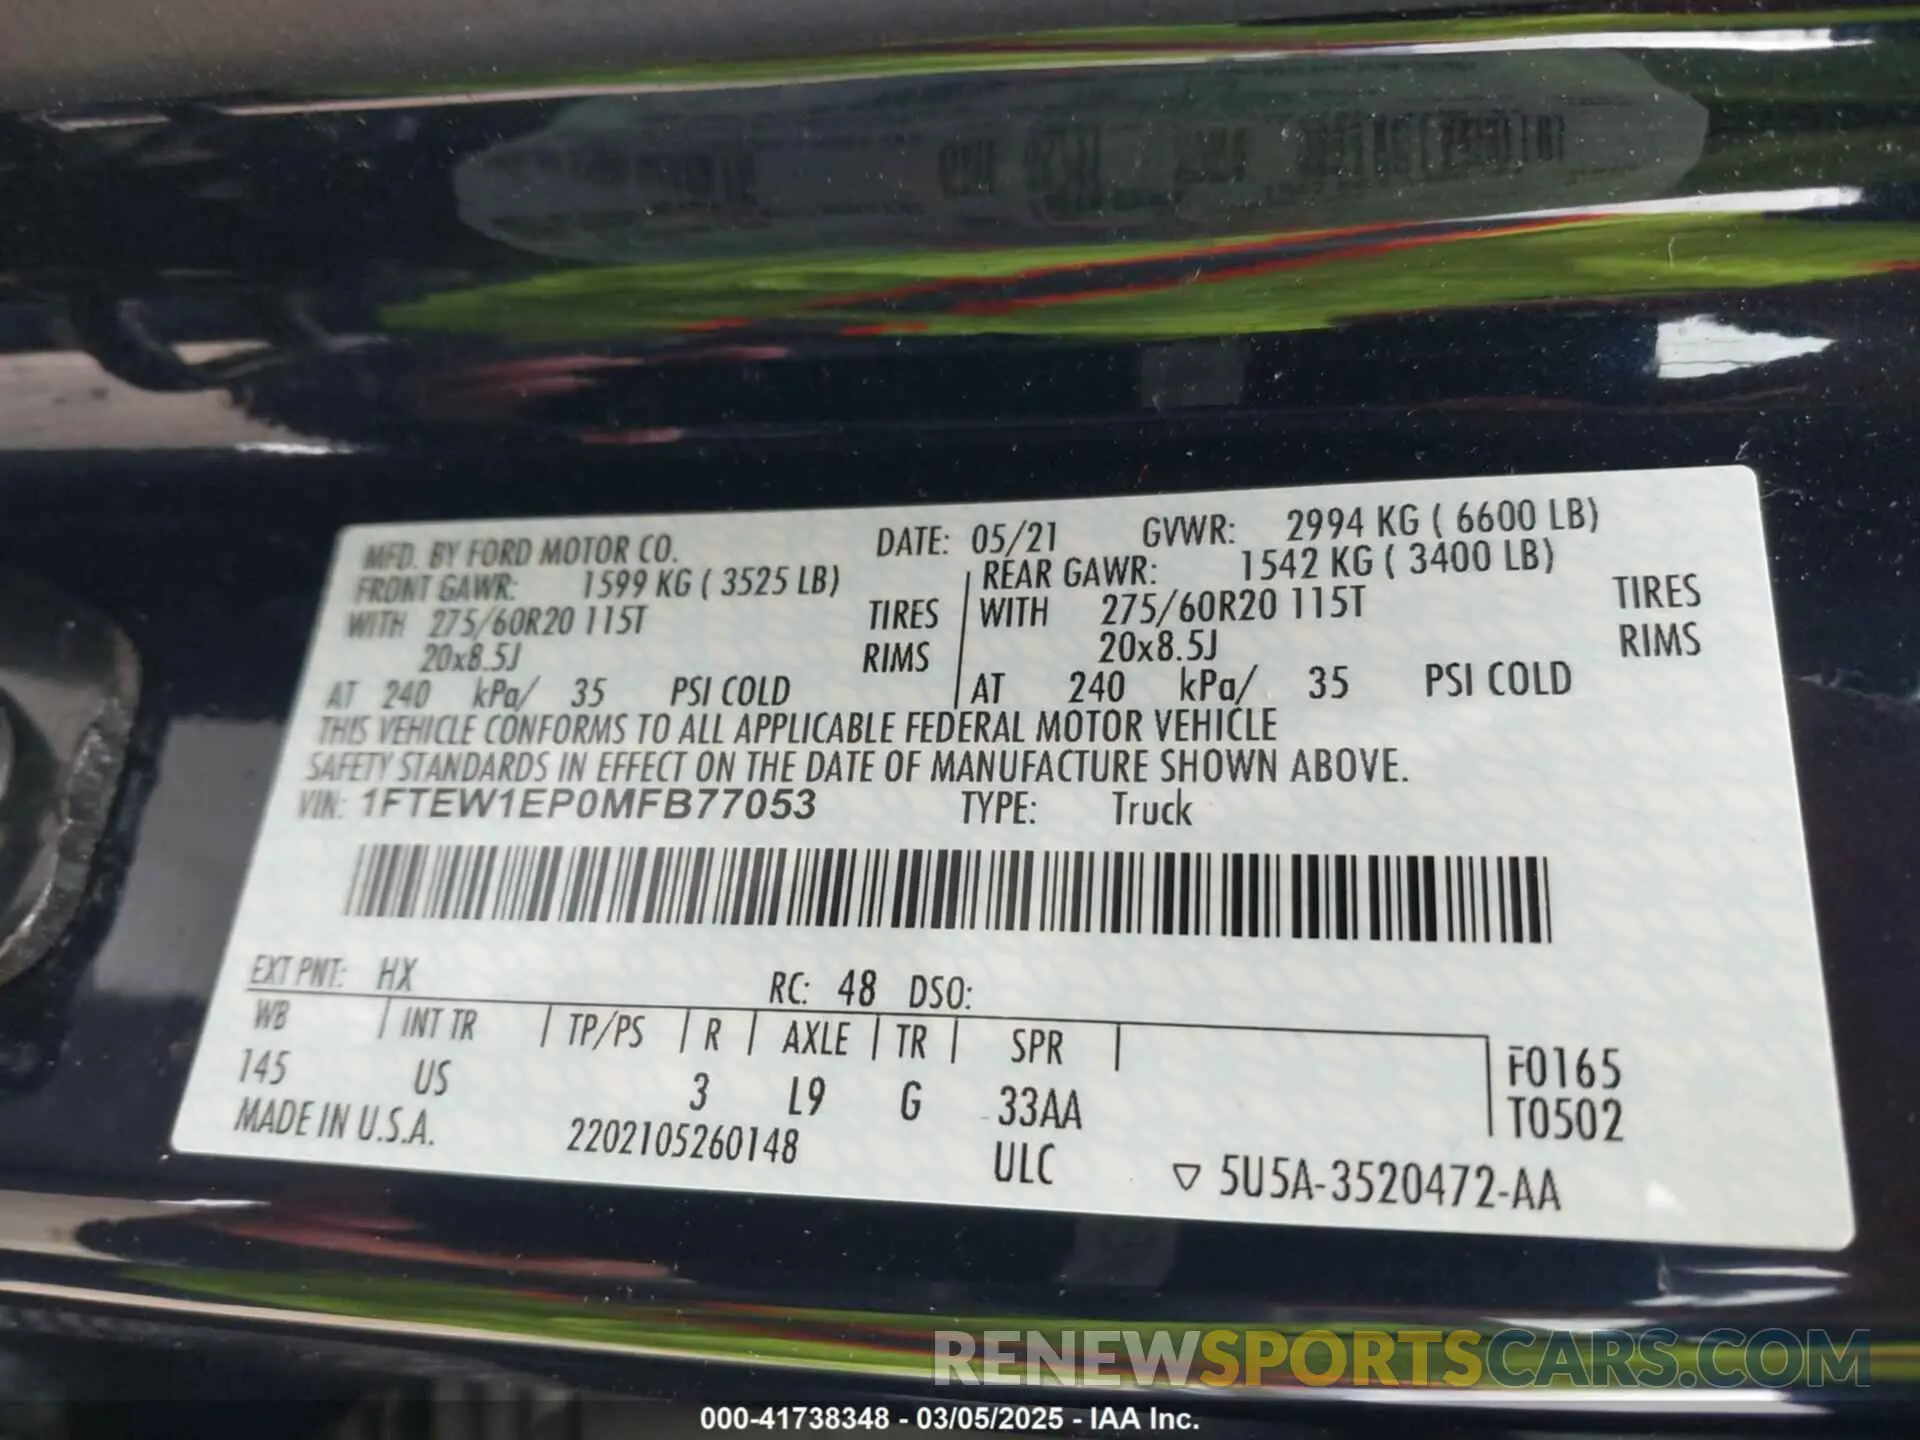 MFD. BY FORD MOTOR CO. DATE: 05/21 GVWR: 2994 KG ( 6600 LB)
FRONT GAWR: 1599 KG ( 3525 LB) REAR GAWR: 1542 KG ( 3400 LB)
WITH 275/60R20 115T TIRES WITH 275/60R20 115T TIRES
20x8.5J RIMS 20x8.5J RIMS
AT 240 kPa/ 35 PSI COLD AT 240 kPa/ 35 PSI COLD
THIS VEHICLE CONFORMS TO ALL APPLICABLE FEDERAL MOTOR VEHICLE
SAFETY STANDARDS IN EFFECT ON THE DATE OF MANUFACTURE SHOWN ABOVE.
VIN: 1FTEW1EP0MFB77053 TYPE: Truck
EXT PNT: HX RC: 48 DSO:
WB INT TR TP/PS R AXLE TR SPR
145 US 3 L9 G 33AA
F0165
T0502
MADE IN U.S.A. 2202105260148 ULC ▽ 5U5A-3520472-AA
RENEWSPORTSCARS.COM
000-41738348 - 03/05/2025 - IAA Inc.